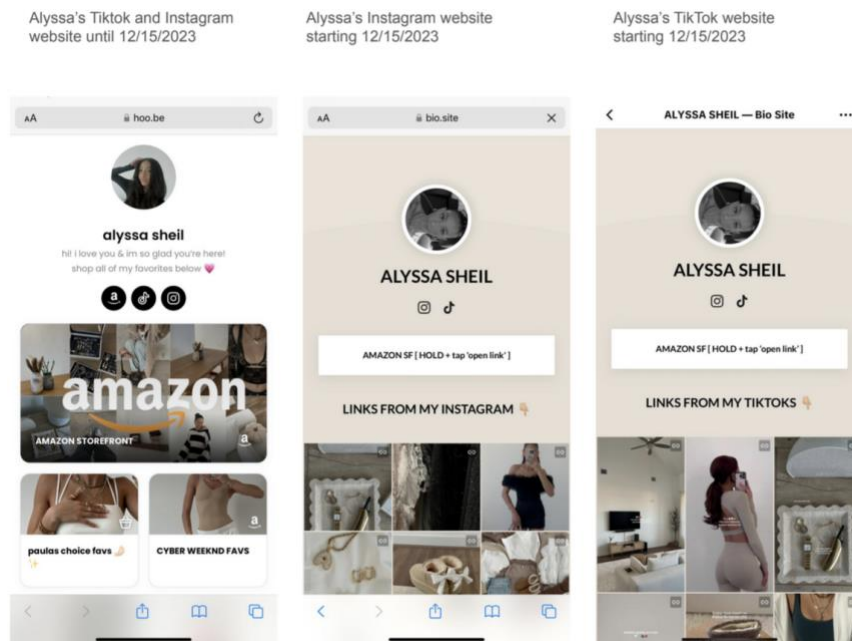 Alyssa’s Tiktok and Instagram
website until 12/15/2023
Alyssa’s Instagram website
starting 12/15/2023
Alyssa’s TikTok website
starting 12/15/2023
AA hoo.be
alyssa sheil
hi! i love you & im so glad you're here!
shop all of my favorites below 💗
a
amazon
AMAZON STOREFRONT
a
paulas choice favs 🫶🏼
✨
a
CYBER WEEKND FAVS
AA bio.site
ALYSSA SHEIL
AMAZON SF [ HOLD + tap 'open link' ]
LINKS FROM MY INSTAGRAM 👇🏼
ALYSSA SHEIL — Bio Site
ALYSSA SHEIL
AMAZON SF [ HOLD + tap 'open link' ]
LINKS FROM MY TIKTOKS 👇🏼